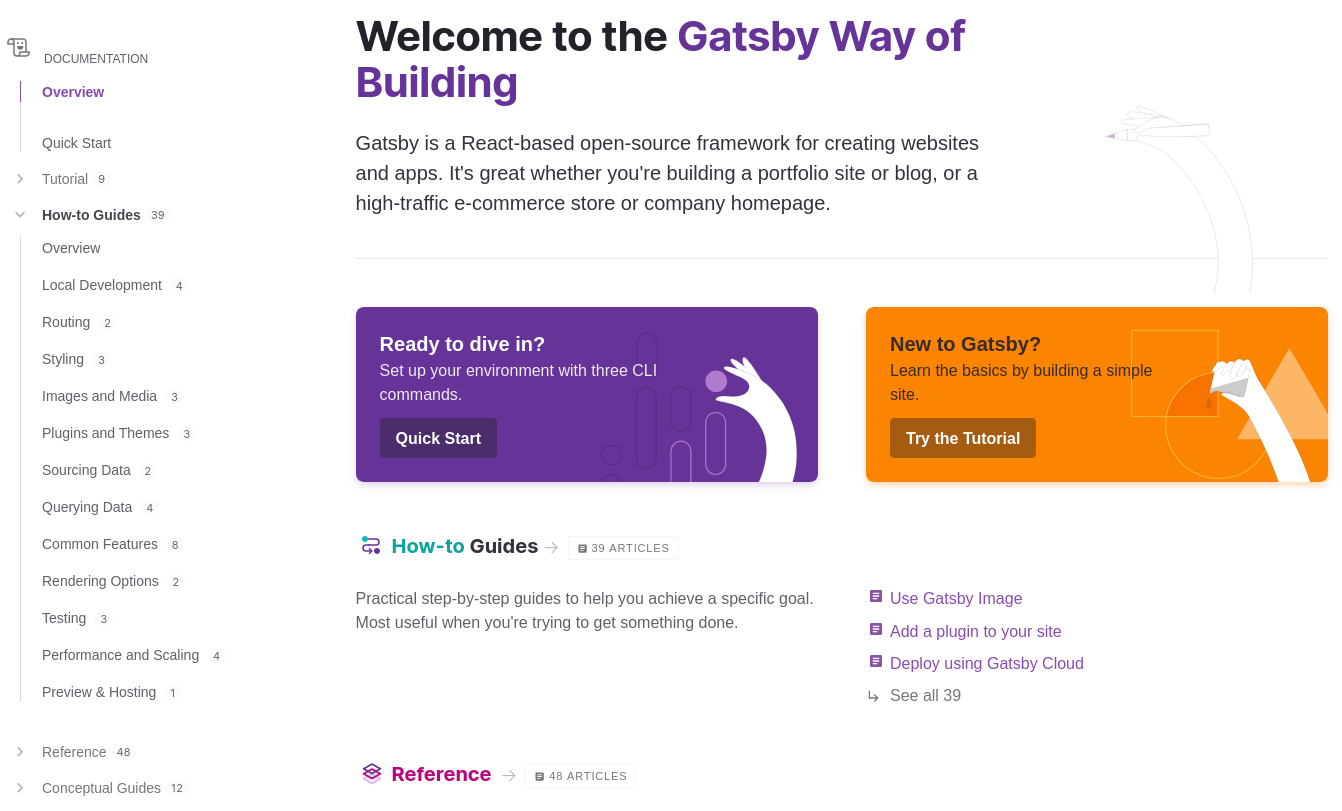 DOCUMENTATION
Overview
Quick Start
Tutorial 9
How-to Guides 39
Overview
Local Development 4
Routing 2
Styling 3
Images and Media 3
Plugins and Themes 3
Sourcing Data 2
Querying Data 4
Common Features 8
Rendering Options 2
Testing 3
Performance and Scaling 4
Preview & Hosting 1
Reference 48
Conceptual Guides 12
Welcome to the Gatsby Way of
Building
Gatsby is a React-based open-source framework for creating websites
and apps. It's great whether you're building a portfolio site or blog, or a
high-traffic e-commerce store or company homepage.
Ready to dive in?
Set up your environment with three CLI
commands.
Quick Start
New to Gatsby?
Learn the basics by building a simple
site.
Try the Tutorial
How-to Guides 39 ARTICLES
Practical step-by-step guides to help you achieve a specific goal.
Most useful when you're trying to get something done.
Use Gatsby Image
Add a plugin to your site
Deploy using Gatsby Cloud
See all 39
Reference 48 ARTICLES